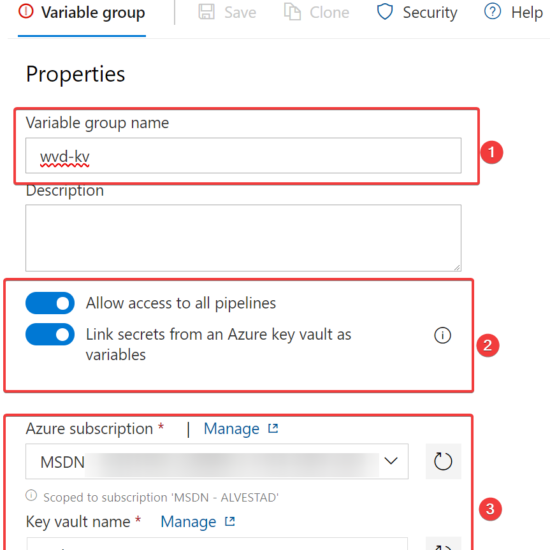 Variable group Save Clone Security Help
Properties
Variable group name
wvd-kv
1
Description
Allow access to all pipelines
Link secrets from an Azure key vault as
variables
2
Azure subscription * | Manage
MSDN
Scoped to subscription 'MSDN - ALVESTAD'
3
Key vault name * Manage